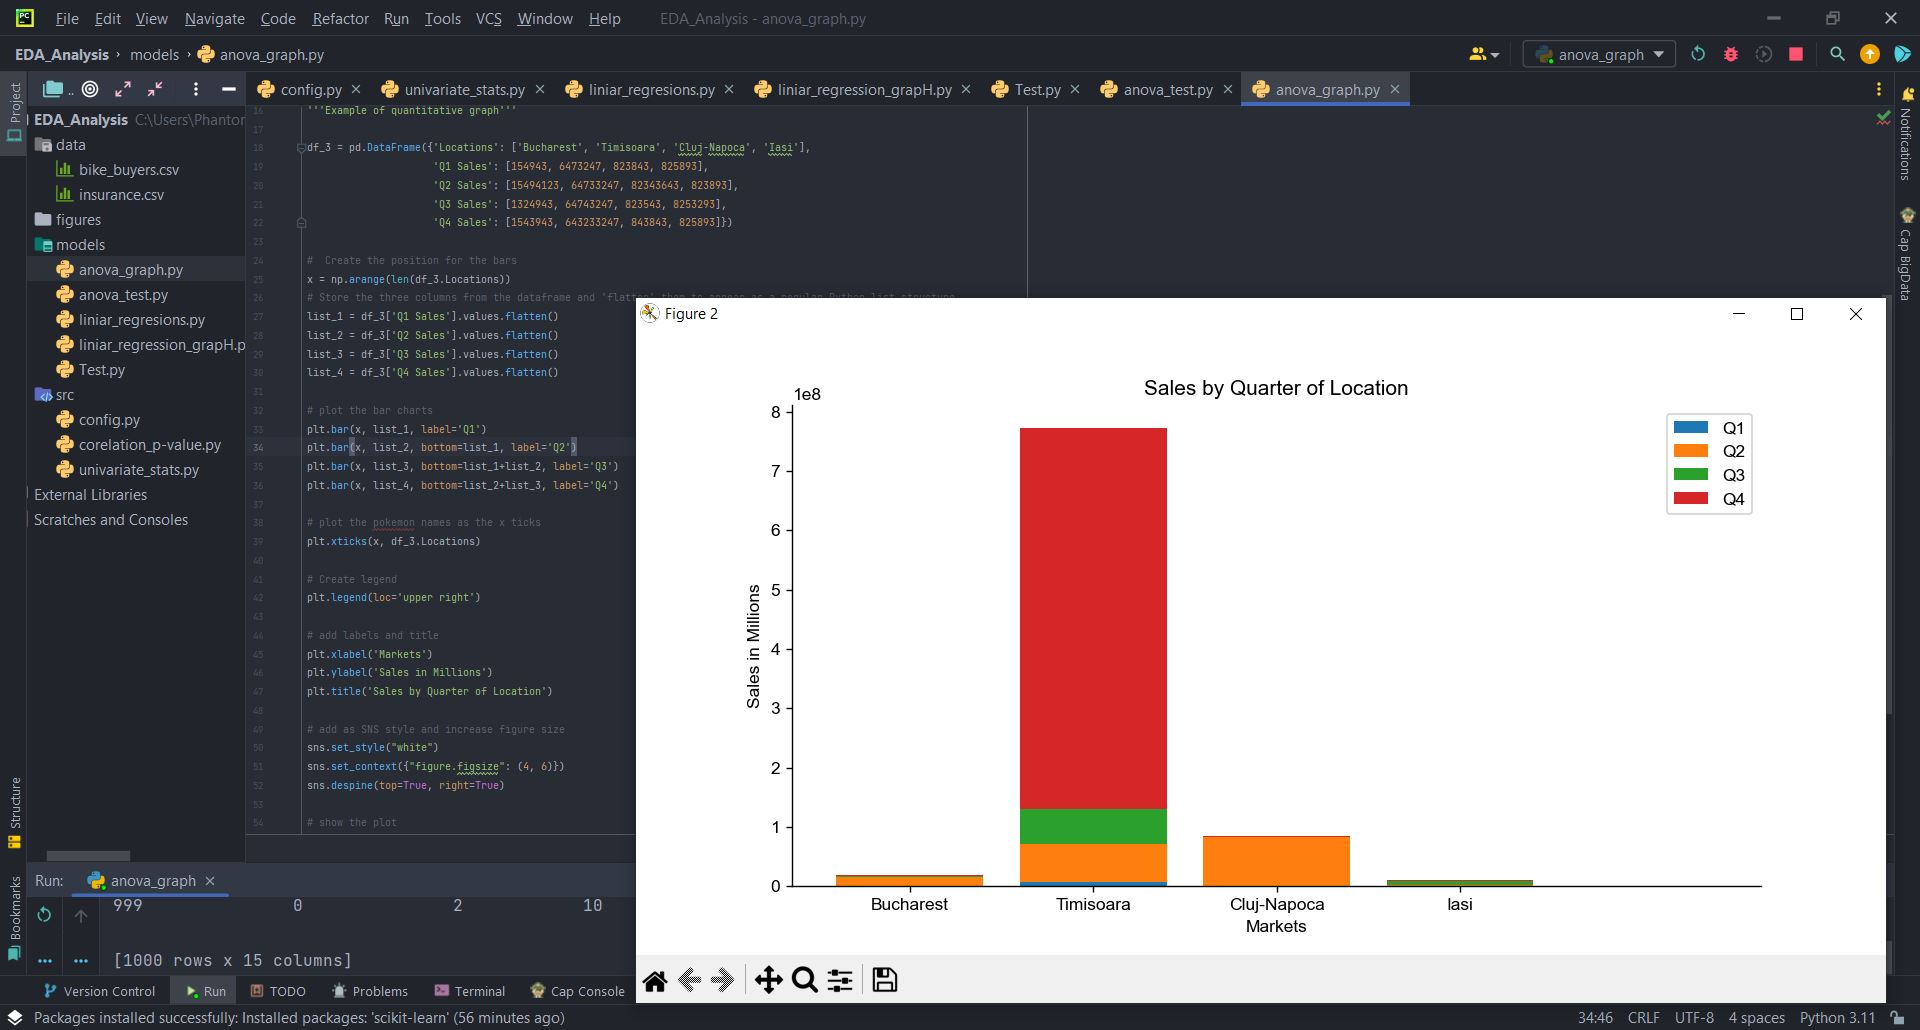 PC File Edit View Navigate Code Refactor Run Tools VCS Window Help EDA_Analysis - anova_graph.py
EDA_Analysis › models › anova_graph.py
anova_graph
Project
..
config.py
univariate_stats.py
liniar_regresions.py
liniar_regression_grapH.py
Test.py
anova_test.py
anova_graph.py
EDA_Analysis C:\Users\Phantor
data
bike_buyers.csv
insurance.csv
figures
models
anova_graph.py
anova_test.py
liniar_regresions.py
liniar_regression_grapH.p
Test.py
src
config.py
corelation_p-value.py
univariate_stats.py
External Libraries
Scratches and Consoles
Structure
Bookmarks
16 '''Example of quantitative graph'''
17
18 df_3 = pd.DataFrame({'Locations': ['Bucharest', 'Timisoara', 'Cluj-Napoca', 'Iasi'],
19 'Q1 Sales': [154943, 6473247, 823843, 825893],
20 'Q2 Sales': [15494123, 64733247, 82343643, 823893],
21 'Q3 Sales': [1324943, 64743247, 823543, 8253293],
22 'Q4 Sales': [1543943, 643233247, 843843, 825893]})
23
24 # Create the position for the bars
25 x = np.arange(len(df_3.Locations))
26 # Store the three columns from the dataframe and 'flatten' them to appear as a regular Python list structure
27 list_1 = df_3['Q1 Sales'].values.flatten()
28 list_2 = df_3['Q2 Sales'].values.flatten()
29 list_3 = df_3['Q3 Sales'].values.flatten()
30 list_4 = df_3['Q4 Sales'].values.flatten()
31
32 # plot the bar charts
33 plt.bar(x, list_1, label='Q1')
34 plt.bar(x, list_2, bottom=list_1, label='Q2')
35 plt.bar(x, list_3, bottom=list_1+list_2, label='Q3')
36 plt.bar(x, list_4, bottom=list_2+list_3, label='Q4')
37
38 # plot the pokemon names as the x ticks
39 plt.xticks(x, df_3.Locations)
40
41 # Create legend
42 plt.legend(loc='upper right')
43
44 # add labels and title
45 plt.xlabel('Markets')
46 plt.ylabel('Sales in Millions')
47 plt.title('Sales by Quarter of Location')
48
49 # add as SNS style and increase figure size
50 sns.set_style("white")
51 sns.set_context({"figure.figsize": (4, 6)})
52 sns.despine(top=True, right=True)
53
54 # show the plot
Notifications
Cap BigData
Figure 2
Sales by Quarter of Location
1e8
8
7
6
5
4
3
2
1
0
Sales in Millions
Q1
Q2
Q3
Q4
Bucharest Timisoara Cluj-Napoca Iasi
Markets
Run: anova_graph
999 0 2 10
[1000 rows x 15 columns]
Version Control Run TODO Problems Terminal Cap Console
Packages installed successfully: Installed packages: 'scikit-learn' (56 minutes ago) 34:46 CRLF UTF-8 4 spaces Python 3.11